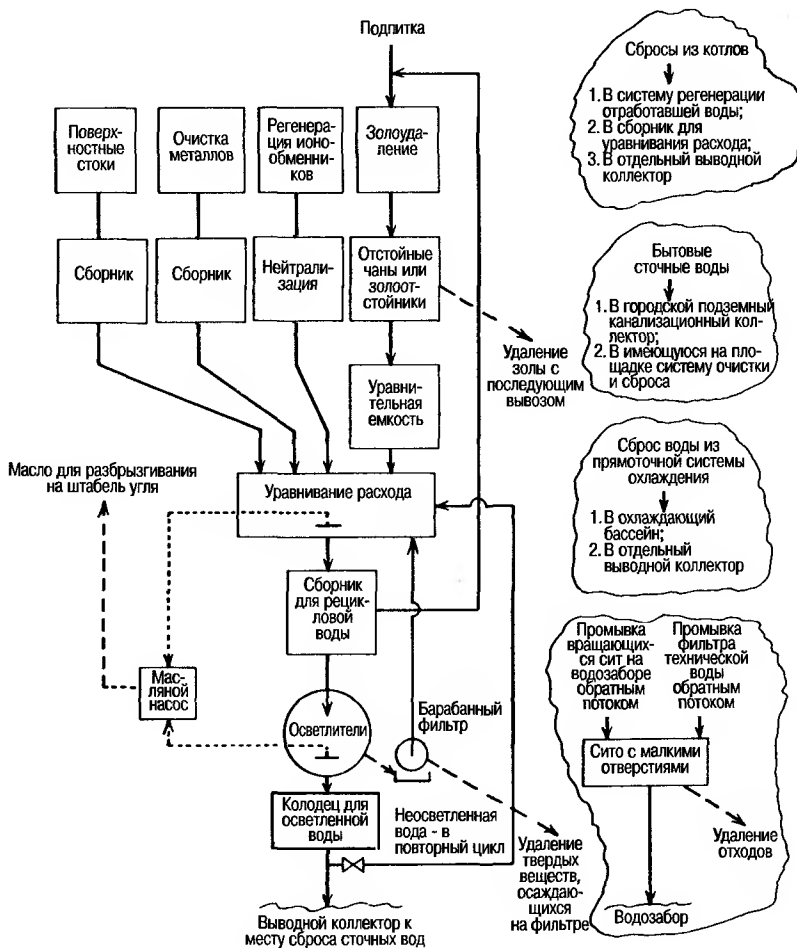 Подпитка
Поверх-
ностные
стоки
Очистка
металлов
Регенера-
ция ионо-
обменни-
ков
Золоуда-
ление
Сборник
Сборник
Нейтрали-
зация
Отстойные
чаны или
золоот-
стойники
Удаление
золы с
последующим
вывозом
Уравни-
тельная
емкость
Масло для разбрызгивания
на штабель угля
Уравнивание расхода
Сборник
для рецик-
ловой
воды
Мас-
ляной
насос
Осветлители
Барабанный
фильтр
Колодец для
осветленной
воды
Неосветленная
вода - в
повторный цикл
Удаление
твердых
веществ,
осаждаю-
щихся
на фильтре
Выводной коллектор к
месту сброса сточных вод
Сбросы из котлов
1. В систему регенерации
отработавшей воды;
2. В сборник для
уравнивания расхода;
3. В отдельный выводной
коллектор
Бытовые
сточные воды
1. В городской подземный
канализационный кол-
лектор;
2. В имеющуюся на пло-
щадке систему очистки
и сброса
Сброс воды из
прямоточной системы
охлаждения
1. В охлаждающий
бассейн;
2. В отдельный
выводной коллектор
Промывка
вращающих-
ся сит на
водозаборе
обратным
потоком
Промывка
фильтра
технической
воды
обратным
потоком
Сито с малкими
отверстиями
Удаление
отходов
Водозабор